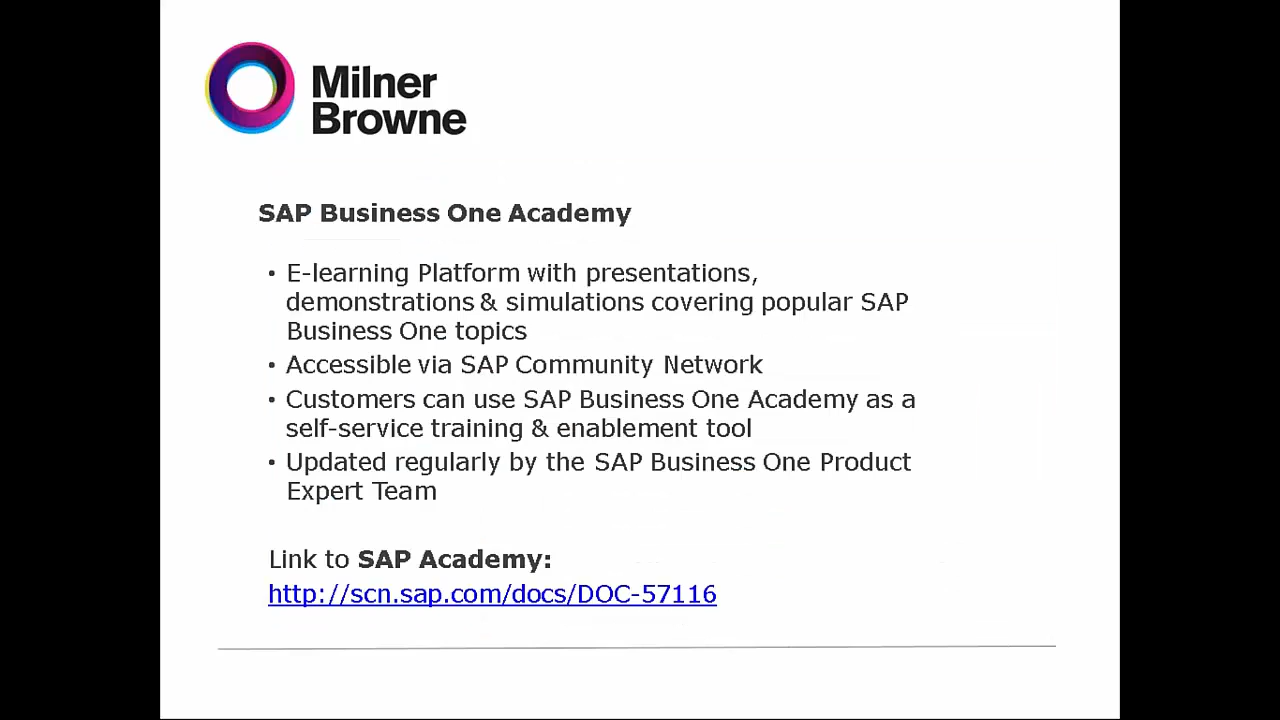 Milner
Browne
SAP Business One Academy
• E-learning Platform with presentations,
demonstrations & simulations covering popular SAP
Business One topics
• Accessible via SAP Community Network
• Customers can use SAP Business One Academy as a
self-service training & enablement tool
• Updated regularly by the SAP Business One Product
Expert Team
Link to SAP Academy:
http://scn.sap.com/docs/DOC-57116